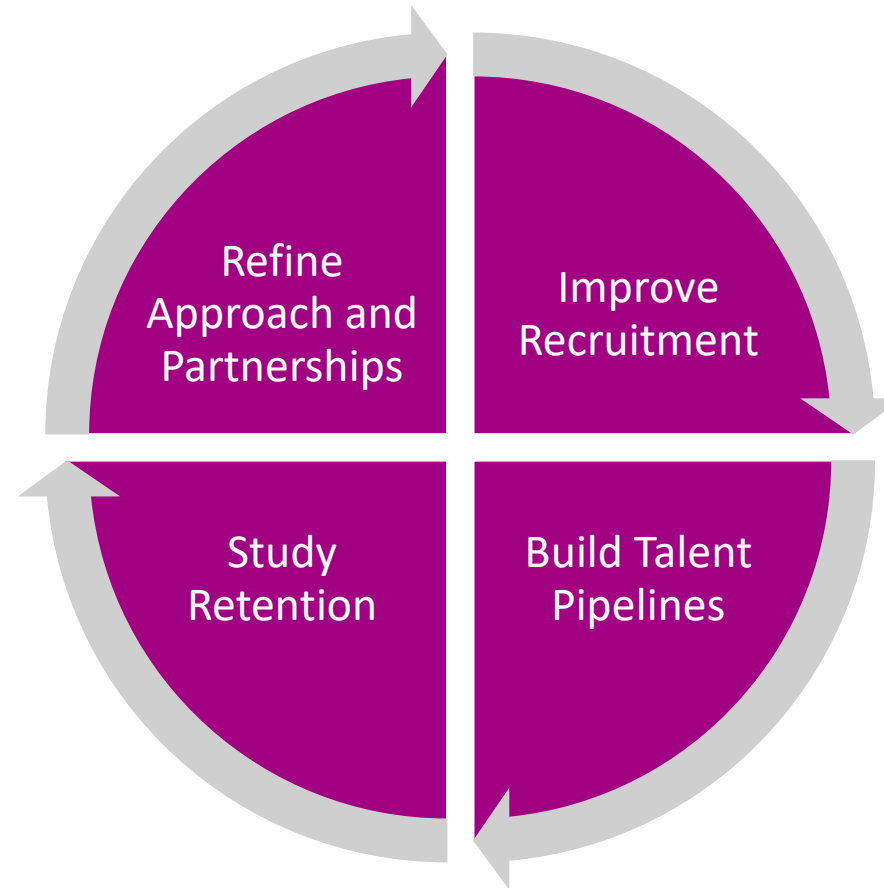 Refine
Approach and
Partnerships
Improve
Recruitment
Study
Retention
Build Talent
Pipelines